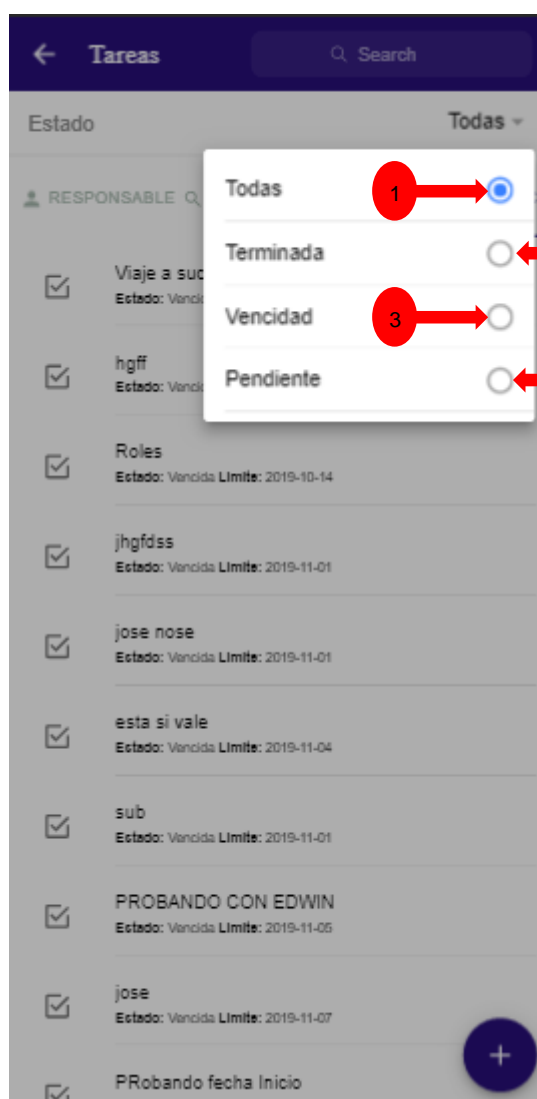 Tareas
Search
Estado
Todas
RESPONSABLE
Todas
1
Terminada
Vencidad
3
Pendiente
Viaje a suc
Estado:
hgff
Estado:
Roles
Estado: Vencida Limite: 2019-10-14
jhgfdss
Estado: Vencida Limite: 2019-11-01
jose nose
Estado: Vencida Limite: 2019-11-01
esta si vale
Estado: Vencida Limite: 2019-11-04
sub
Estado: Vencida Limite: 2019-11-01
PROBANDO CON EDWIN
Estado: Vencida Limite: 2019-11-05
jose
Estado: Vencida Limite: 2019-11-07
PRobando fecha Inicio